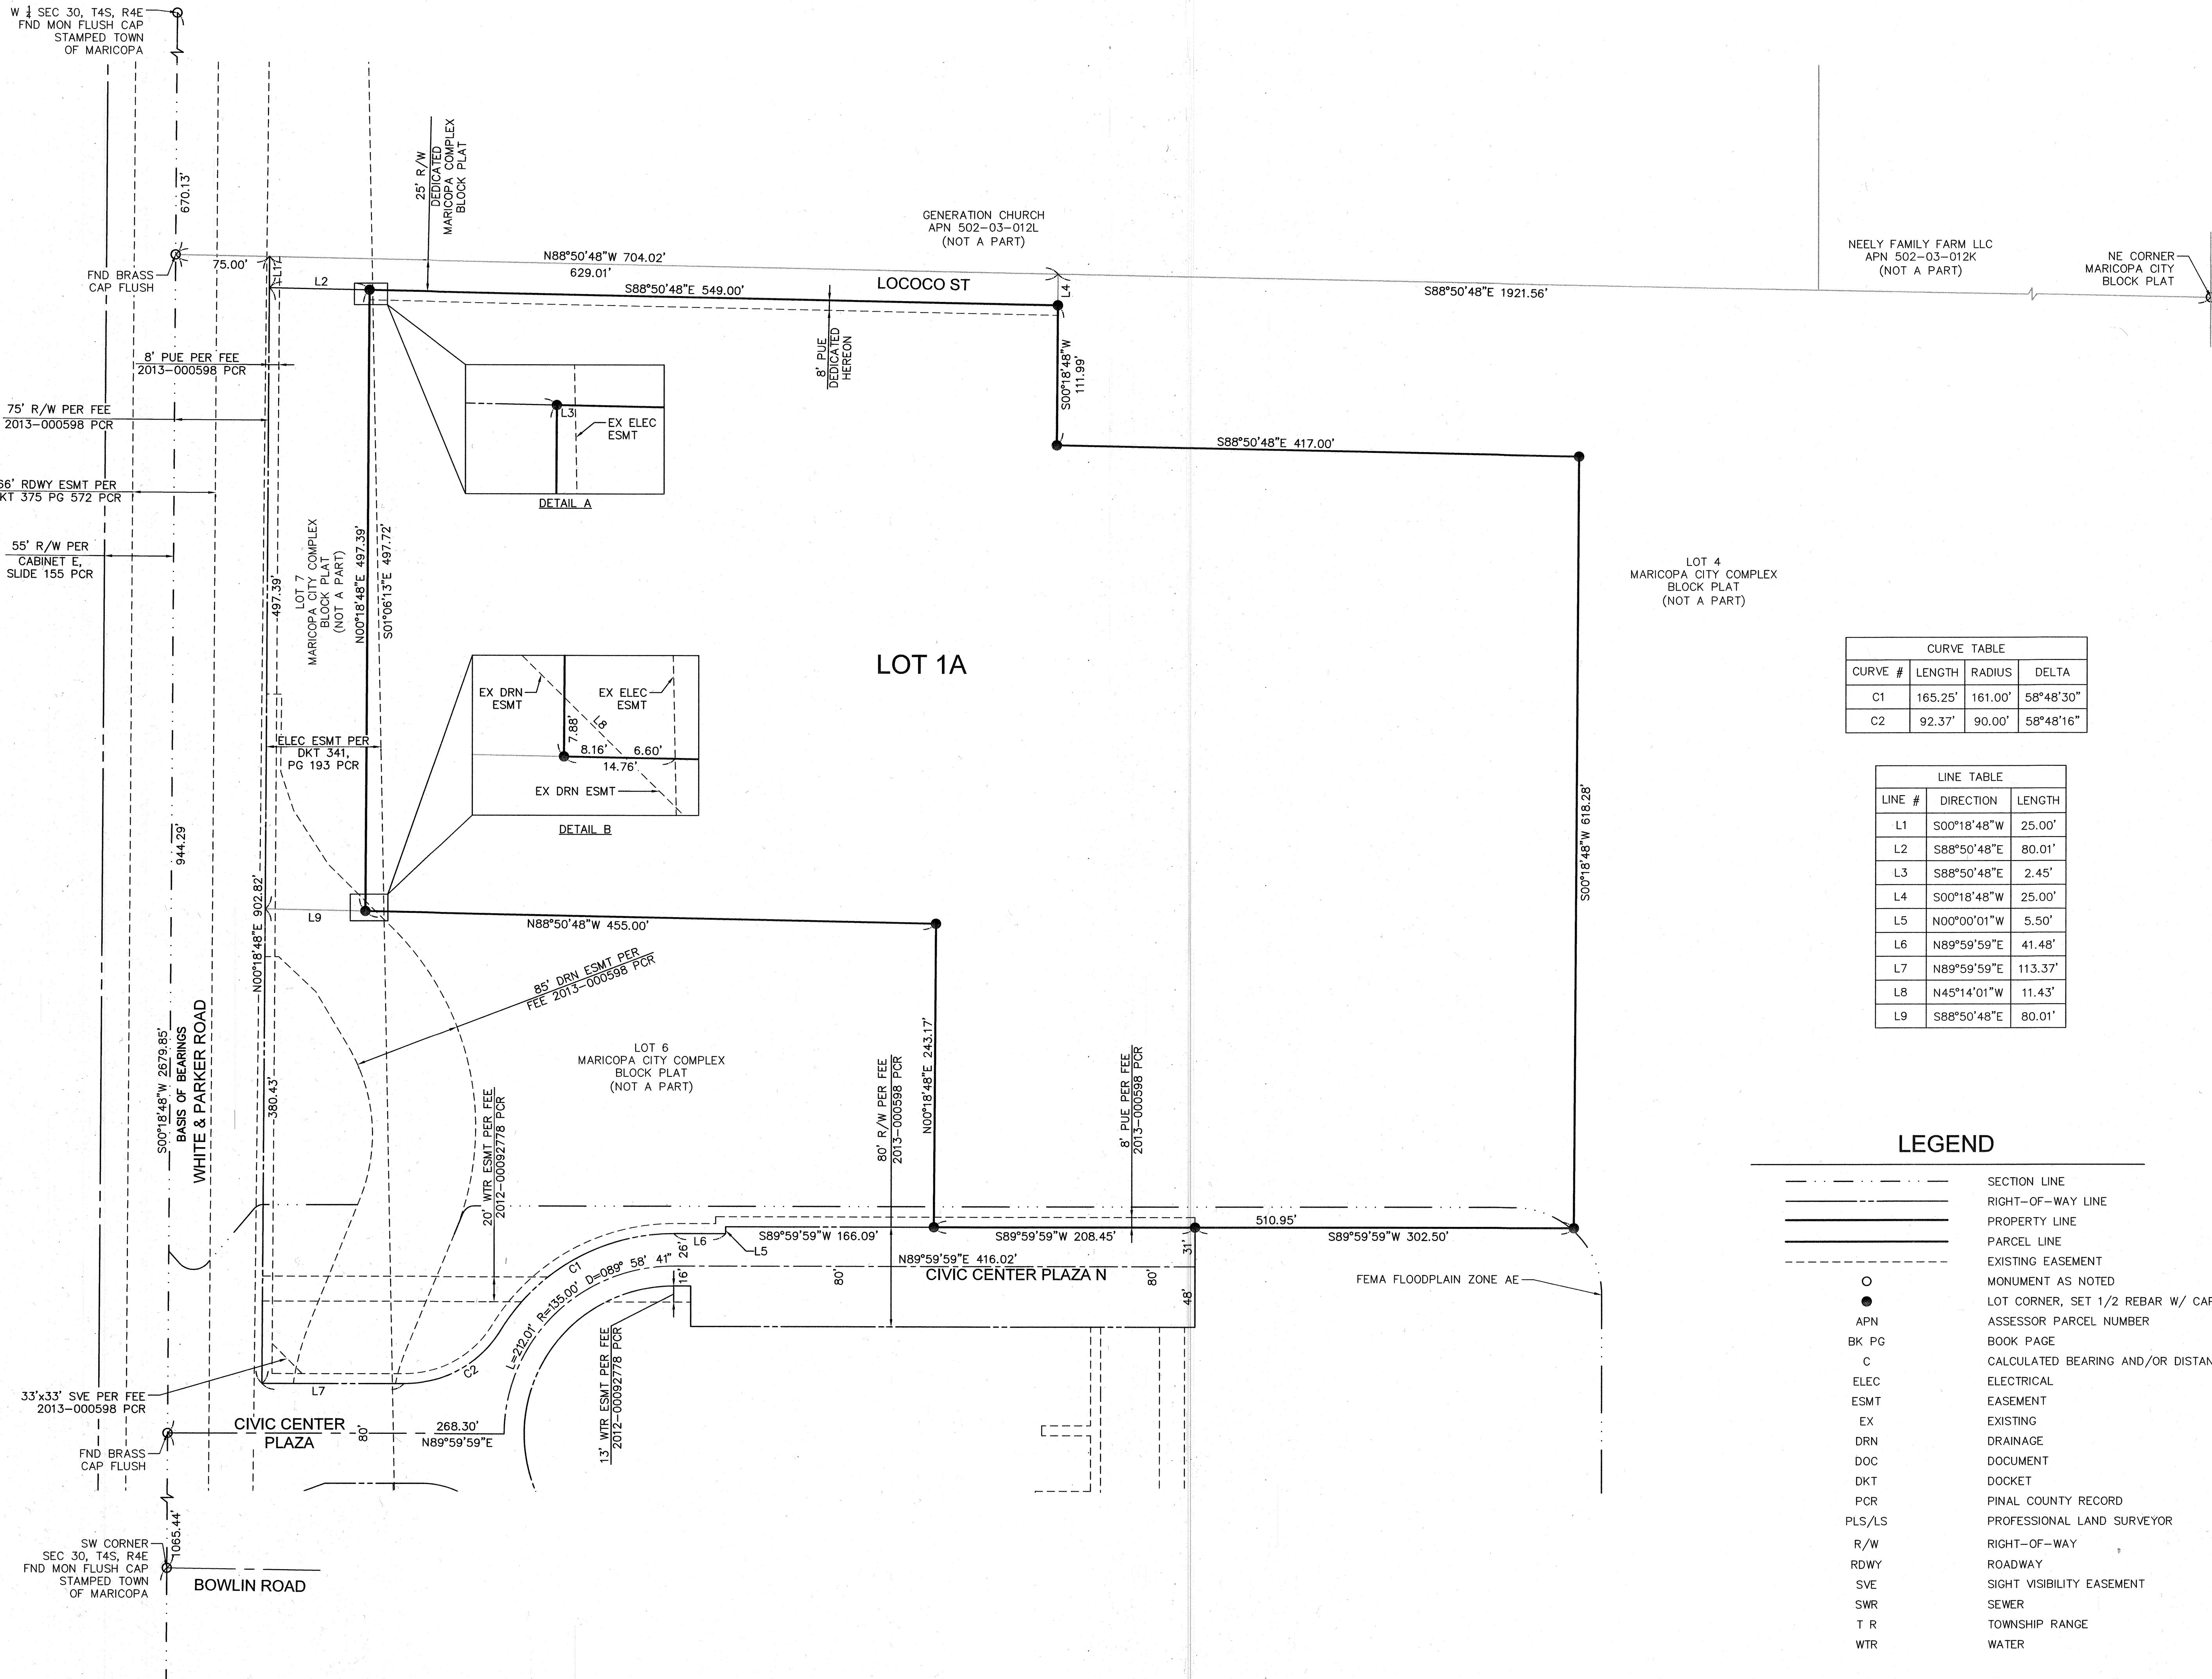 W ¼ SEC 30, T4S, R4E
FND MON FLUSH CAP
STAMPED TOWN
OF MARICOPA
670.13'
FND BRASS
CAP FLUSH
75.00'
L1
L2
25' R/W
DEDICATED
MARICOPA COMPLEX
BLOCK PLAT
N88°50'48"W 704.02'
629.01'
S88°50'48"E 549.00'
LOCOCO ST
GENERATION CHURCH
APN 502-03-012L
(NOT A PART)
L4
S88°50'48"E 1921.56'
NEELY FAMILY FARM LLC
APN 502-03-012K
(NOT A PART)
NE CORNER
MARICOPA CITY
BLOCK PLAT
8' PUE PER FEE
2013-000598 PCR
75' R/W PER FEE
2013-000598 PCR
66' RDWY ESMT PER
KT 375 PG 572 PCR
55' R/W PER
CABINET E,
SLIDE 155 PCR
8' PUE
DEDICATED
HEREON
S00°18'48"W
111.99'
S88°50'48"E 417.00'
L3
EX ELEC
ESMT
DETAIL A
LOT 7
MARICOPA CITY COMPLEX
BLOCK PLAT
(NOT A PART)
N00°18'48"E 497.39'
S01°06'13"E 497.72'
497.39'
LOT 4
MARICOPA CITY COMPLEX
BLOCK PLAT
(NOT A PART)
LOT 1A
EX DRN
ESMT
EX ELEC
ESMT
L8
7.88'
8.16'
6.60'
14.76'
EX DRN ESMT
DETAIL B
ELEC ESMT PER
DKT 341,
PG 193 PCR
944.29'
S00°18'48"W 618.28'
N00°18'48"E 902.82'
L9
N88°50'48"W 455.00'
85' DRN ESMT PER
FEE 2013-000598 PCR
S00°18'48"W 2679.85'
BASIS OF BEARINGS
WHITE & PARKER ROAD
380.43'
LOT 6
MARICOPA CITY COMPLEX
BLOCK PLAT
(NOT A PART)
20' WTR ESMT PER FEE
2012-00092778 PCR
80' R/W PER FEE
2013-000598 PCR
N00°18'48"E 243.17'
8' PUE PER FEE
2013-000598 PCR
510.95'
S89°59'59"W 166.09'
S89°59'59"W 208.45'
S89°59'59"W 302.50'
L6
L5
26'
16'
C1
L=212.01' R=135.00' D=089° 58' 41"
N89°59'59"E 416.02'
CIVIC CENTER PLAZA N
80'
80'
31'
48'
FEMA FLOODPLAIN ZONE AE
C2
L7
13' WTR ESMT PER FEE
2012-00092778 PCR
33'x33' SVE PER FEE
2013-000598 PCR
CIVIC CENTER
PLAZA
80'
268.30'
N89°59'59"E
FND BRASS
CAP FLUSH
1065.44'
SW CORNER
SEC 30, T4S, R4E
FND MON FLUSH CAP
STAMPED TOWN
OF MARICOPA
BOWLIN ROAD
CURVE TABLE
CURVE # LENGTH RADIUS DELTA
C1 165.25' 161.00' 58°48'30"
C2 92.37' 90.00' 58°48'16"
LINE TABLE
LINE # DIRECTION LENGTH
L1 S00°18'48"W 25.00'
L2 S88°50'48"E 80.01'
L3 S88°50'48"E 2.45'
L4 S00°18'48"W 25.00'
L5 N00°00'01"W 5.50'
L6 N89°59'59"E 41.48'
L7 N89°59'59"E 113.37'
L8 N45°14'01"W 11.43'
L9 S88°50'48"E 80.01'
LEGEND
SECTION LINE
RIGHT-OF-WAY LINE
PROPERTY LINE
PARCEL LINE
EXISTING EASEMENT
MONUMENT AS NOTED
LOT CORNER, SET 1/2 REBAR W/ CAP
APN ASSESSOR PARCEL NUMBER
BK PG BOOK PAGE
C CALCULATED BEARING AND/OR DISTAN
ELEC ELECTRICAL
ESMT EASEMENT
EX EXISTING
DRN DRAINAGE
DOC DOCUMENT
DKT DOCKET
PCR PINAL COUNTY RECORD
PLS/LS PROFESSIONAL LAND SURVEYOR
R/W RIGHT-OF-WAY
RDWY ROADWAY
SVE SIGHT VISIBILITY EASEMENT
SWR SEWER
T R TOWNSHIP RANGE
WTR WATER